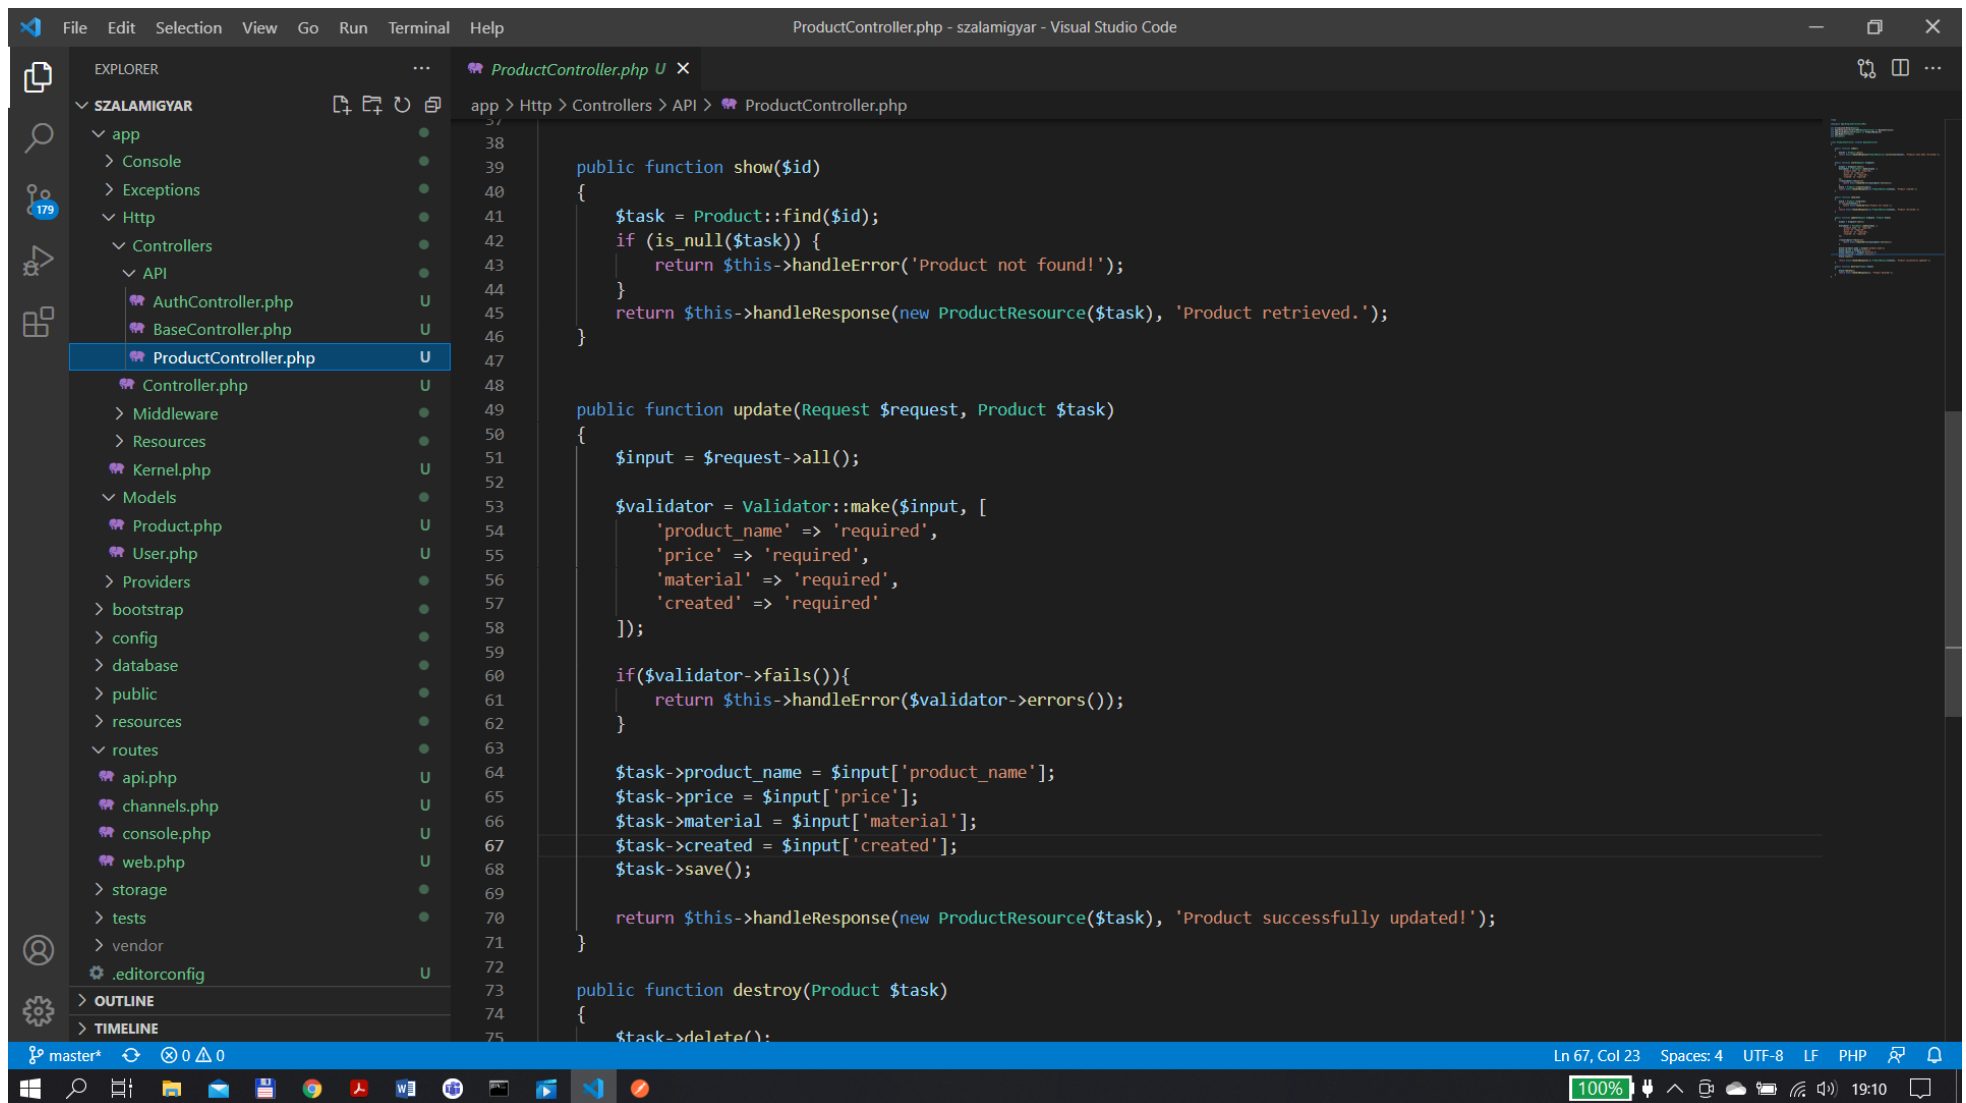 File Edit Selection View Go Run Terminal Help
ProductController.php - szalamigyar - Visual Studio Code
EXPLORER
ProductController.php U
SZALAMIGYAR
app > Http > Controllers > API > ProductController.php
app
Console
Exceptions
Http
Controllers
API
AuthController.php U
BaseController.php U
ProductController.php U
Controller.php U
Middleware
Resources
Kernel.php U
Models
Product.php U
User.php U
Providers
bootstrap
config
database
public
resources
routes
api.php U
channels.php U
console.php U
web.php U
storage
tests
vendor
.editorconfig U
OUTLINE
TIMELINE
179
37
38
39 public function show($id)
40 {
41 $task = Product::find($id);
42 if (is_null($task)) {
43 return $this->handleError('Product not found!');
44 }
45 return $this->handleResponse(new ProductResource($task), 'Product retrieved.');
46 }
47
48
49 public function update(Request $request, Product $task)
50 {
51 $input = $request->all();
52
53 $validator = Validator::make($input, [
54 'product_name' => 'required',
55 'price' => 'required',
56 'material' => 'required',
57 'created' => 'required'
58 ]);
59
60 if($validator->fails()){
61 return $this->handleError($validator->errors());
62 }
63
64 $task->product_name = $input['product_name'];
65 $task->price = $input['price'];
66 $task->material = $input['material'];
67 $task->created = $input['created'];
68 $task->save();
69
70 return $this->handleResponse(new ProductResource($task), 'Product successfully updated!');
71 }
72
73 public function destroy(Product $task)
74 {
75 $task->delete();
master* 0 0
Ln 67, Col 23 Spaces: 4 UTF-8 LF PHP
100% 19:10